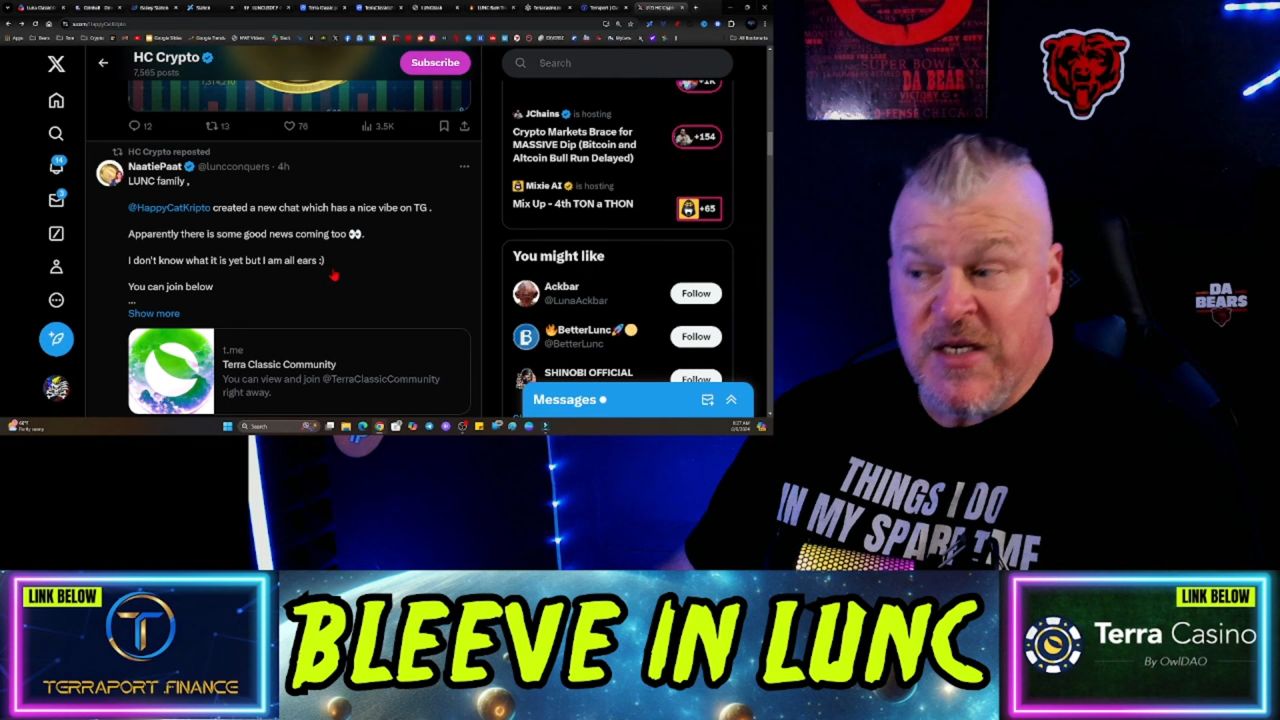 HC Crypto
7,565 posts
Subscribe
Search
12
13
76
3.5K
HC Crypto reposted
NaatiePaat @luncconquers · 4h
LUNC family ,
@HappyCatKripto created a new chat which has a nice vibe on TG .
Apparently there is some good news coming too 👀.
I don't know what it is yet but I am all ears :)
You can join below
...
Show more
t.me
Terra Classic Community
You can view and join @TerraClassicCommunity
right away.
14
3
+1K
JChains is hosting
Crypto Markets Brace for
MASSIVE Dip (Bitcoin and
Altcoin Bull Run Delayed)
+154
Mixie AI is hosting
Mix Up - 4th TON a THON
+65
You might like
Ackbar
@LunaAckbar
Follow
🔥BetterLunc🚀🌕
@BetterLunc
Follow
SHINOBI OFFICIAL
Follow
Messages
Search
SUPER BOWL XX
DA BEAR
VICTORY
DA
BEARS
THINGS I DO
IN MY SPARE TIME
LINK BELOW
TERRAPORT.FINANCE
BLEEVE IN LUNC
LINK BELOW
Terra Casino
By OwlDAO